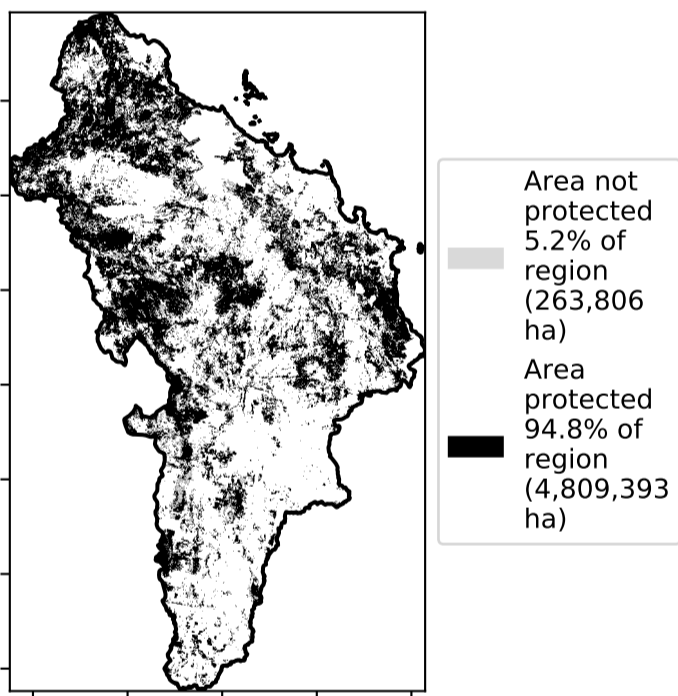 Area not
protected
5.2% of
region
(263,806
ha)
Area
protected
94.8% of
region
(4,809,393
ha)